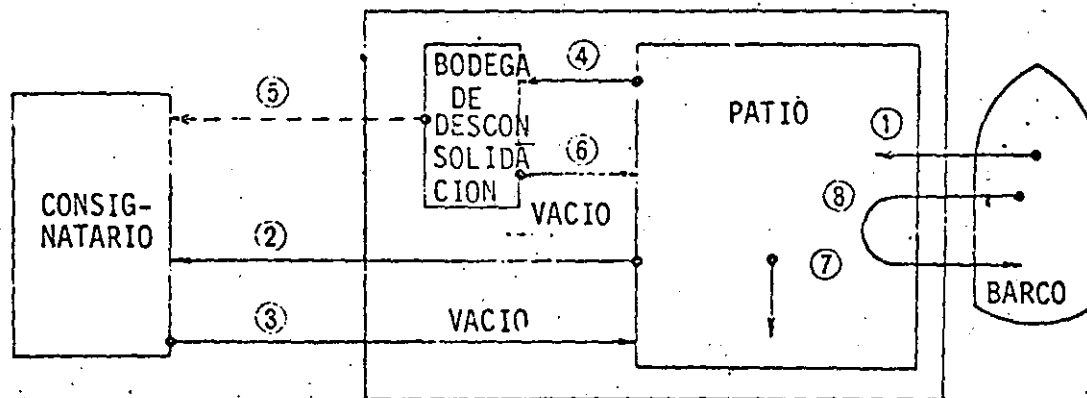 BODEGA
DE
DESCON
SOLIDA
CION
④
⑤
⑥
VACIO
PATIO
①
⑧
⑦
BARCO
CONSIG-
NATARIO
②
③
VACIO